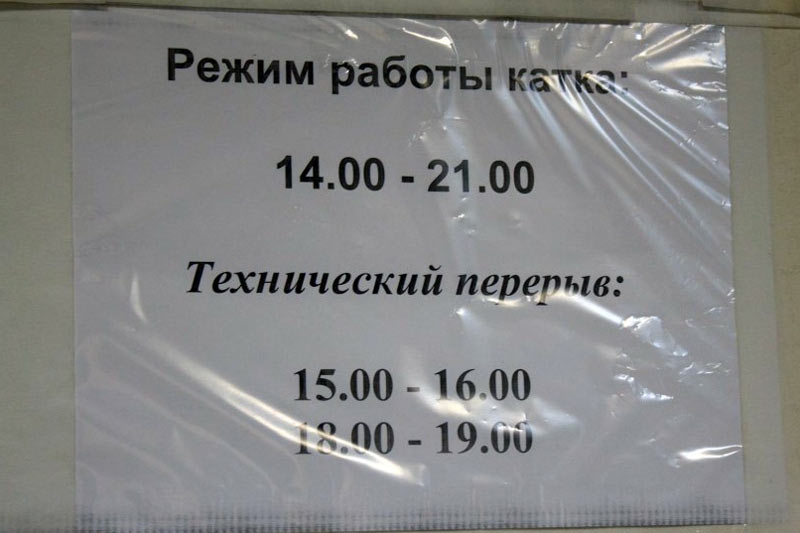 Режим работы катка:
14.00 - 21.00
Технический перерыв:
15.00 - 16.00
18.00 - 19.00